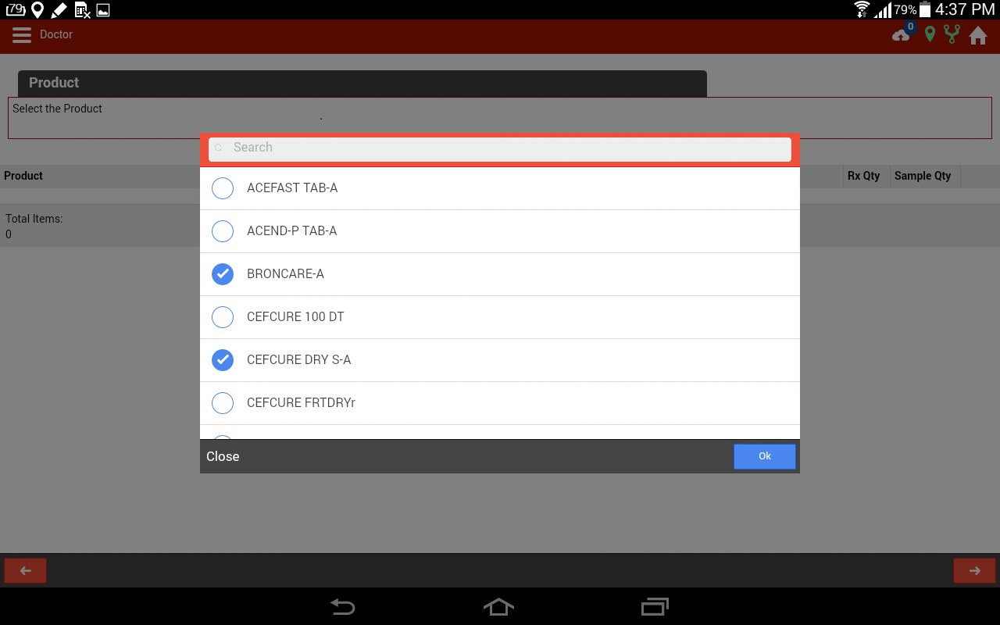 79
79%
4:37 PM
Doctor
0
Product
Select the Product
.
Search
Product
Rx Qty
Sample Qty
ACEFAST TAB-A
Total Items:
0
ACEND-P TAB-A
BRONCARE-A
CEFCURE 100 DT
CEFCURE DRY S-A
CEFCURE FRTDRYr
Close
Ok